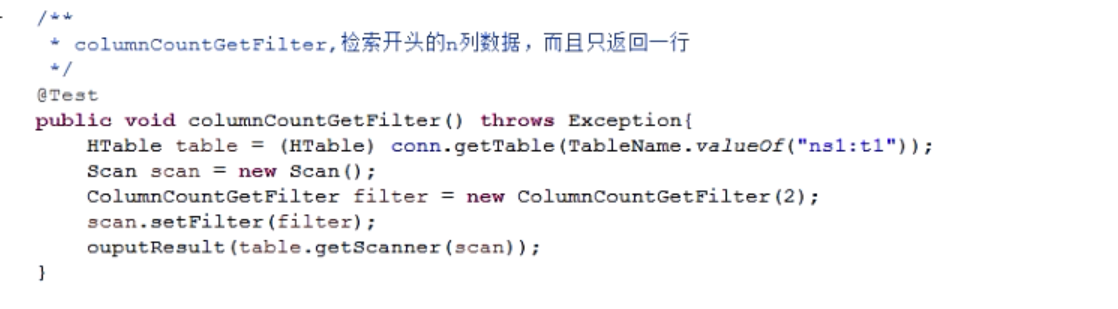 /**
 * columnCountGetFilter,检索开头的n列数据，而且只返回一行
 */
@Test
public void columnCountGetFilter() throws Exception{
    HTable table = (HTable) conn.getTable(TableName.valueOf("ns1:t1"));
    Scan scan = new Scan();
    ColumnCountGetFilter filter = new ColumnCountGetFilter(2);
    scan.setFilter(filter);
    ouputResult(table.getScanner(scan));
}